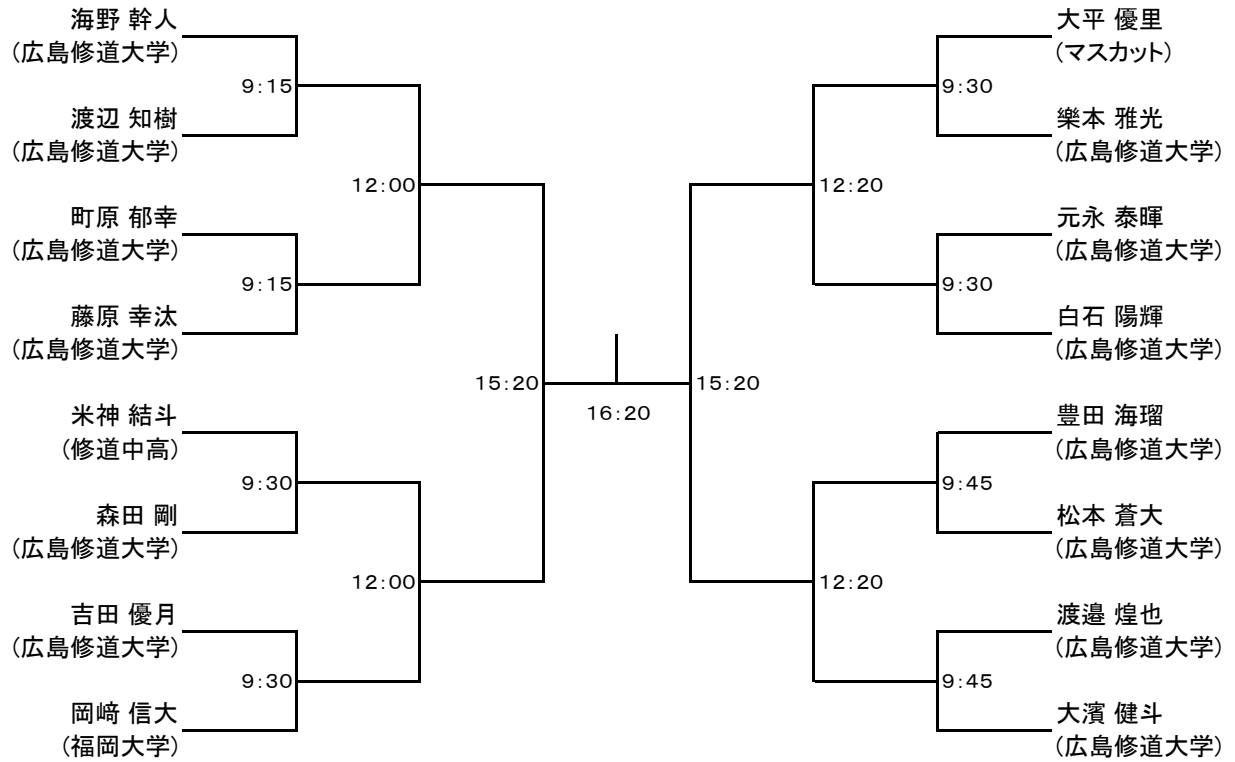 海野 幹人
(広島修道大学)
9:15
渡辺 知樹
(広島修道大学)
12:00
町原 郁幸
(広島修道大学)
9:15
藤原 幸汰
(広島修道大学)
15:20
米神 結斗
(修道中高)
9:30
森田 剛
(広島修道大学)
12:00
吉田 優月
(広島修道大学)
9:30
岡﨑 信大
(福岡大学)
16:20
大平 優里
(マスカット)
9:30
樂本 雅光
(広島修道大学)
12:20
元永 泰暉
(広島修道大学)
9:30
白石 陽輝
(広島修道大学)
15:20
豊田 海瑠
(広島修道大学)
9:45
松本 蒼大
(広島修道大学)
12:20
渡邉 煌也
(広島修道大学)
9:45
大濱 健斗
(広島修道大学)